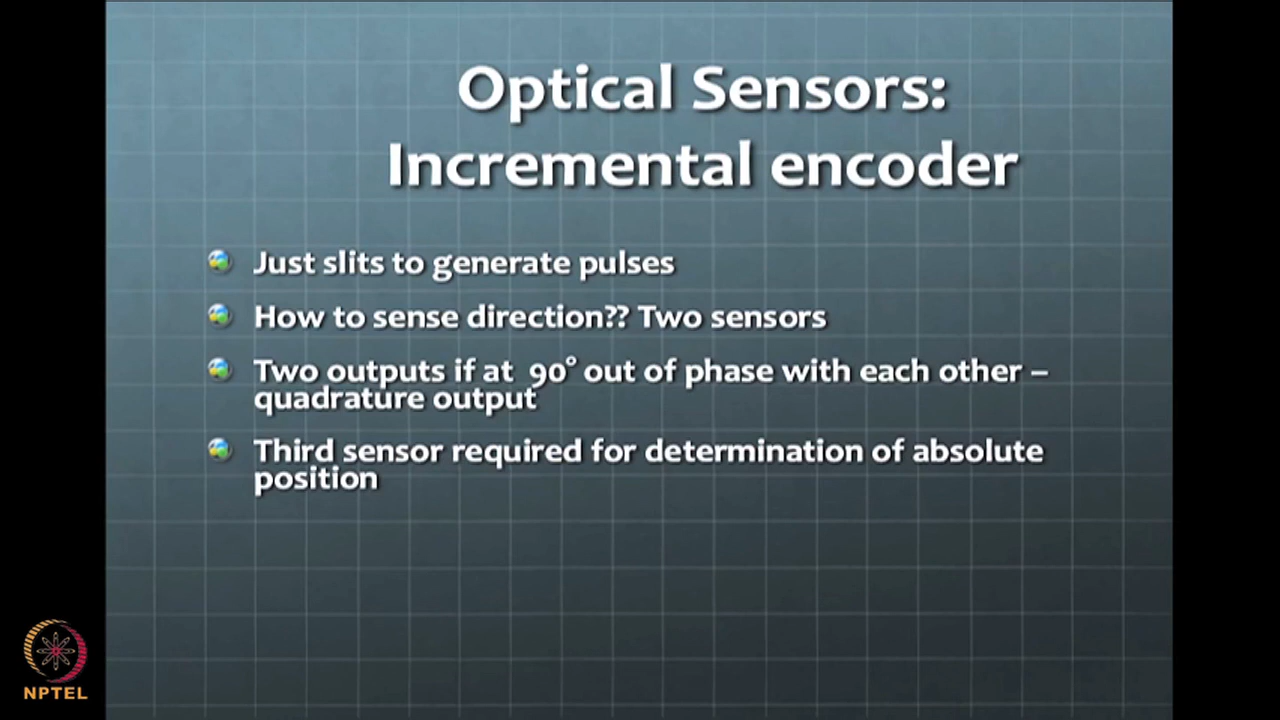 Optical Sensors:
Incremental encoder
Just slits to generate pulses
How to sense direction?? Two sensors
Two outputs if at 90° out of phase with each other –
quadrature output
Third sensor required for determination of absolute
position
NPTEL